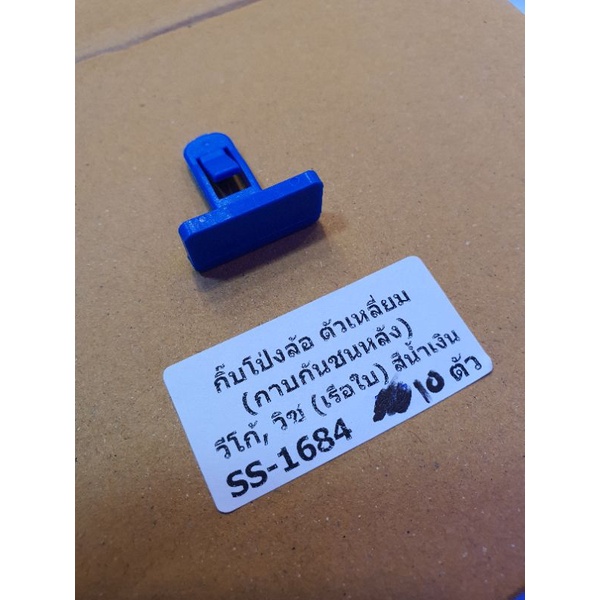 กิ๊บโป่งล้อ ตัวเหลี่ยม
(กาบกันชนหลัง)
วีโก้, วิช (เรือใบ) สีน้ำเงิน
SS-1684 10 ตัว